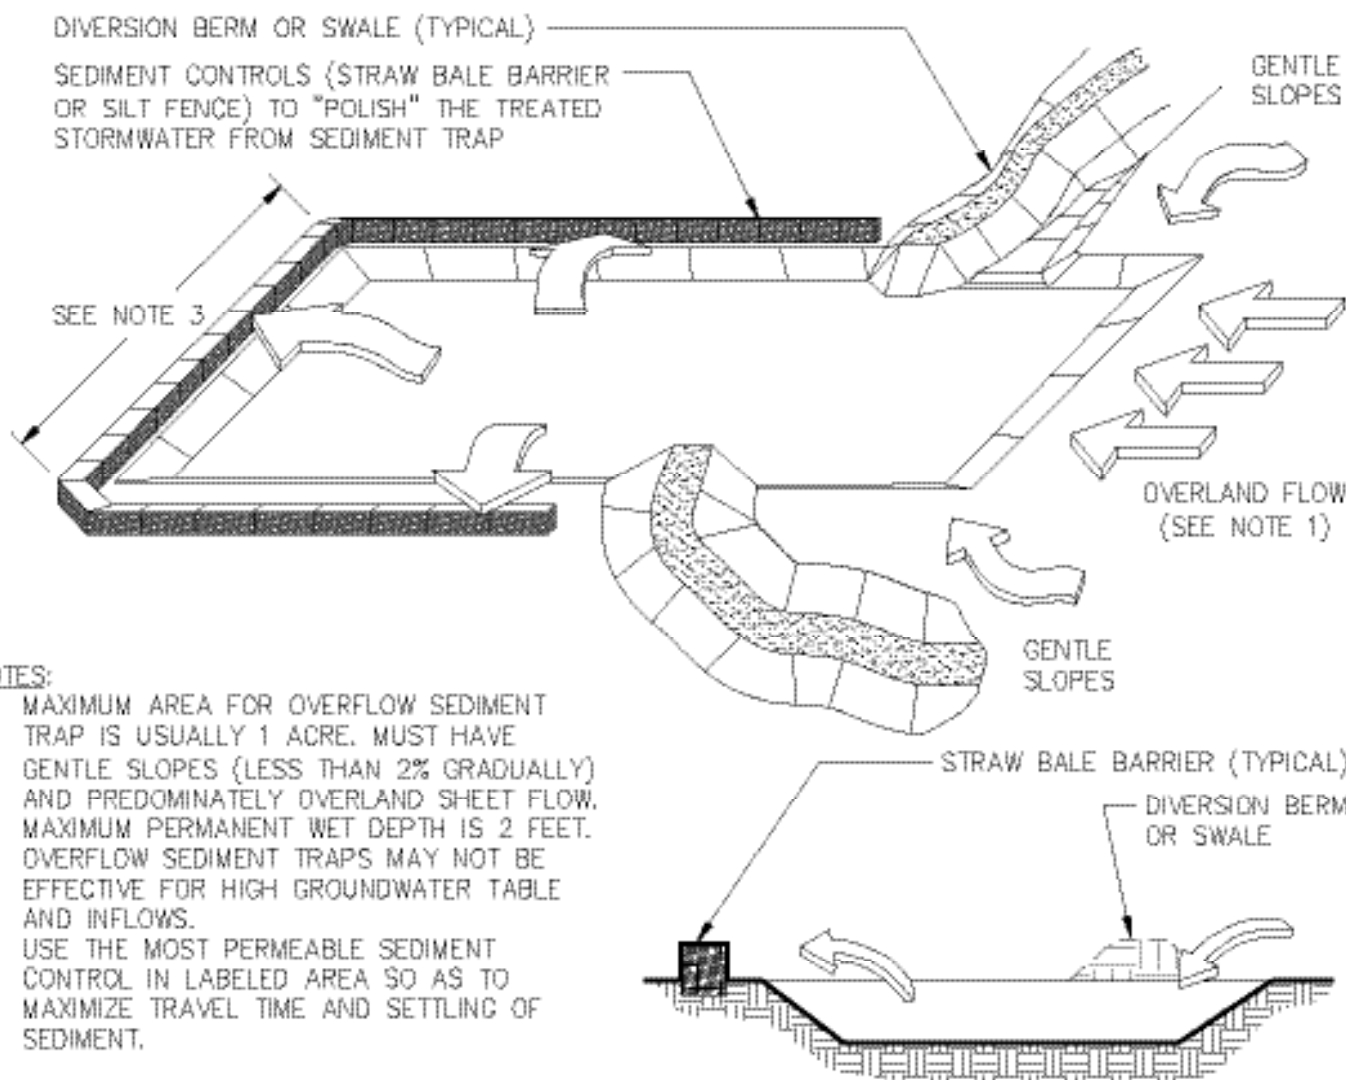 DIVERSION BERM OR SWALE (TYPICAL)
SEDIMENT CONTROLS (STRAW BALE BARRIER
OR SILT FENCE) TO "POLISH" THE TREATED
STORMWATER FROM SEDIMENT TRAP
GENTLE
SLOPES
SEE NOTE 3
OVERLAND FLOW
(SEE NOTE 1)
GENTLE
SLOPES
OTES:
MAXIMUM AREA FOR OVERFLOW SEDIMENT
TRAP IS USUALLY 1 ACRE. MUST HAVE
GENTLE SLOPES (LESS THAN 2% GRADUALLY)
AND PREDOMINATELY OVERLAND SHEET FLOW.
MAXIMUM PERMANENT WET DEPTH IS 2 FEET.
OVERFLOW SEDIMENT TRAPS MAY NOT BE
EFFECTIVE FOR HIGH GROUNDWATER TABLE
AND INFLOWS.
USE THE MOST PERMEABLE SEDIMENT
CONTROL IN LABELED AREA SO AS TO
MAXIMIZE TRAVEL TIME AND SETTLING OF
SEDIMENT.
STRAW BALE BARRIER (TYPICAL)
DIVERSION BERM
OR SWALE